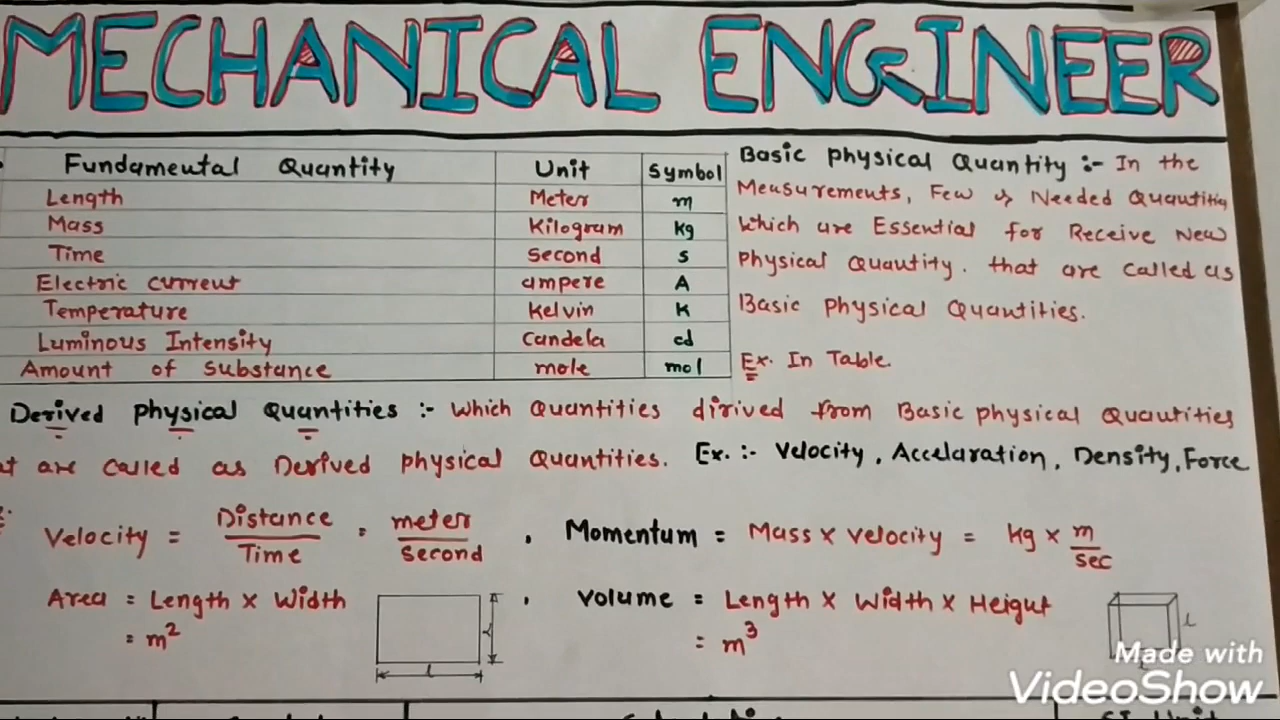 MECHANICAL ENGINEER
Fundamental Quantity Unit Symbol
Length Meter m
Mass Kilogram kg
Time Second s
Electric current ampere A
Temperature Kelvin K
Luminous Intensity Candela cd
Amount of Substance mole mol
Basic Physical Quantity :- In the
Measurements, Few Needed Quantities
Which are Essential for Receive New
Physical Quantity. that are called as
Basic Physical Quantities.
Ex. In Table.
Derived physical Quantities :- Which Quantities dirived from Basic physical Quantities
are called as Derived physical Quantities. Ex. :- Velocity, Accelaration, Density, Force
Velocity = Distance / Time = meter / Second , Momentum = Mass x Velocity = kg x m / sec
Area = Length x Width , Volume = Length x Width x Height
= m² = m³
l l
Made with
VideoShow